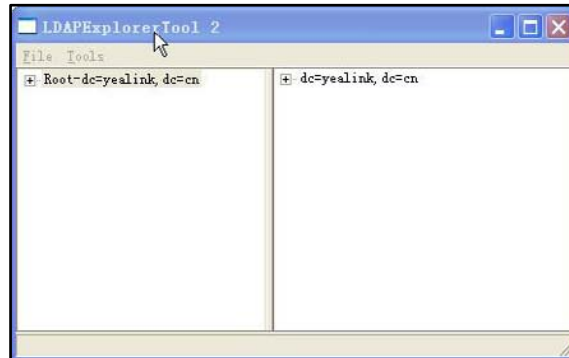 LDAPExplorerTool 2
File Tools
Root-dc=yealink, dc=cn
dc=yealink, dc=cn